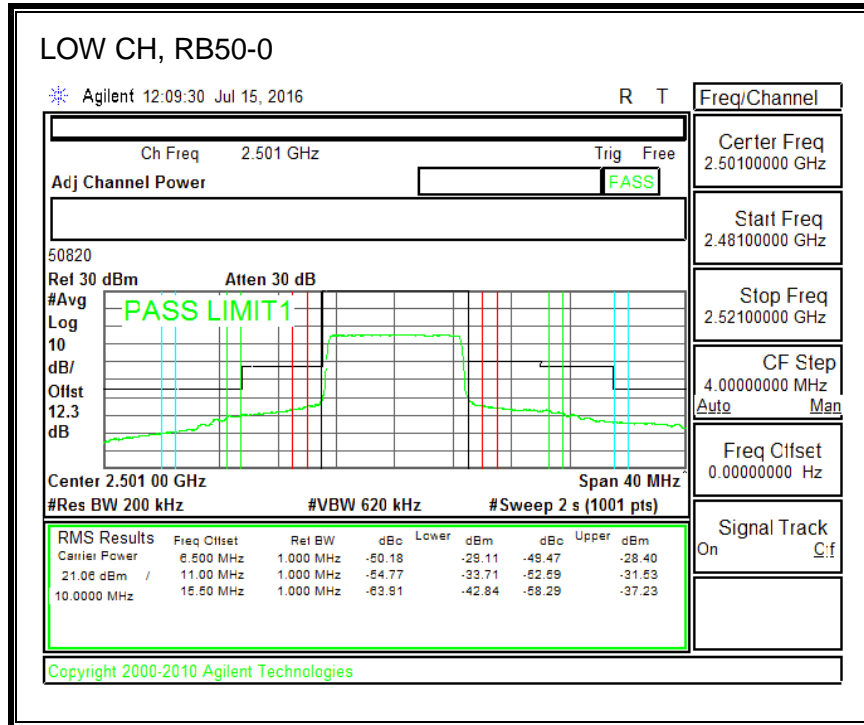 LOW CH, RB50-0
Agilent 12:09:30 Jul 15, 2016 R T
Freq/Channel
Ch Freq 2.501 GHz Trig Free
Adj Channel Power PASS
Center Freq
2.50100000 GHz
Start Freq
2.48100000 GHz
Stop Freq
2.52100000 GHz
CF Step
4.00000000 MHz
Auto Man
Freq Offset
0.00000000 Hz
Signal Track
On Off
50820
Ref 30 dBm Atten 30 dB
#Avg
Log
10
dB/
Offst
12.3
dB
PASS LIMIT1
Center 2.501 00 GHz Span 40 MHz
#Res BW 200 kHz #VBW 620 kHz #Sweep 2 s (1001 pts)
RMS Results Freq Offset Ref BW dBc Lower dBm dBc Upper dBm
Carrier Power 6.500 MHz 1.000 MHz -50.18 -29.11 -49.47 -28.40
21.06 dBm / 11.00 MHz 1.000 MHz -54.77 -33.71 -52.59 -31.53
10.0000 MHz 15.50 MHz 1.000 MHz -63.91 -42.84 -58.29 -37.23
Copyright 2000-2010 Agilent Technologies